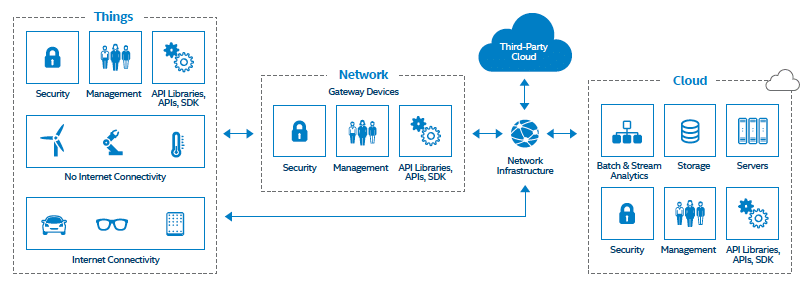 Things
Security
Management
API Libraries,
APIs, SDK
No Internet Connectivity
Internet Connectivity
Network
Gateway Devices
Security
Management
API Libraries,
APIs, SDK
Third-Party
Cloud
Network
Infrastructure
Cloud
Batch & Stream
Analytics
Storage
Servers
Security
Management
API Libraries,
APIs, SDK